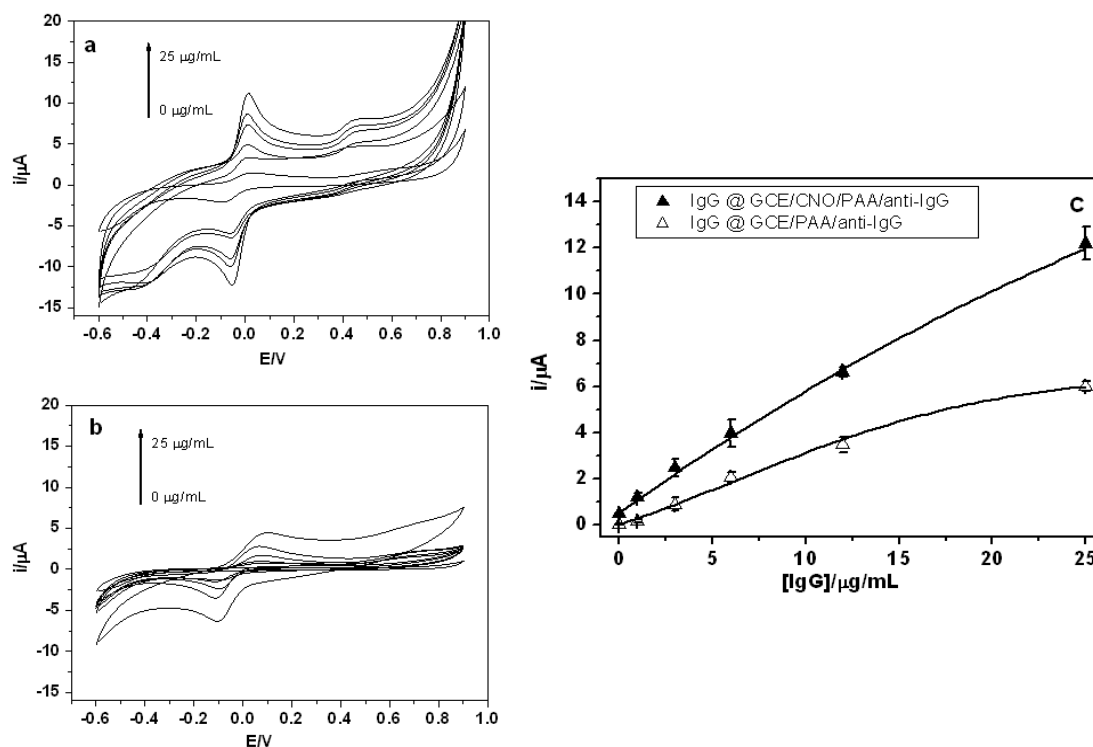 a
20
15
10
5
0
-5
-10
-15
i/µA
25 µg/mL
0 µg/mL
-0.6 -0.4 -0.2 0.0 0.2 0.4 0.6 0.8 1.0
E/V
b
20
15
10
5
0
-5
-10
-15
i/µA
25 µg/mL
0 µg/mL
-0.6 -0.4 -0.2 0.0 0.2 0.4 0.6 0.8 1.0
E/V
C
IgG @ GCE/CNO/PAA/anti-IgG
IgG @ GCE/PAA/anti-IgG
14
12
10
8
6
4
2
0
i/µA
0 5 10 15 20 25
[IgG]/µg/mL